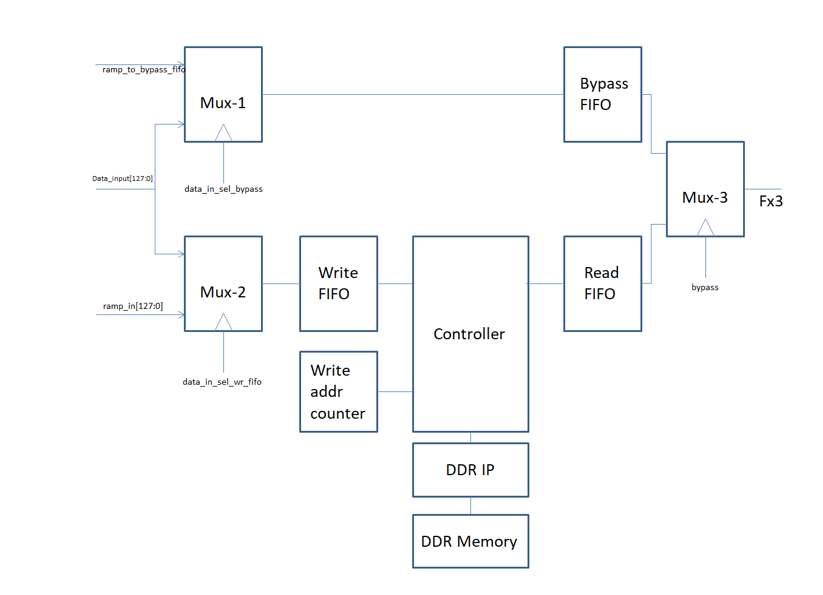 ramp_to_bypass_fifo
Mux-1
Bypass
FIFO
Data_input[127:0]
data_in_sel_bypass
Mux-3
Fx3
bypass
Mux-2
ramp_in[127:0]
data_in_sel_wr_fifo
Write
FIFO
Controller
Read
FIFO
Write
addr
counter
DDR IP
DDR Memory